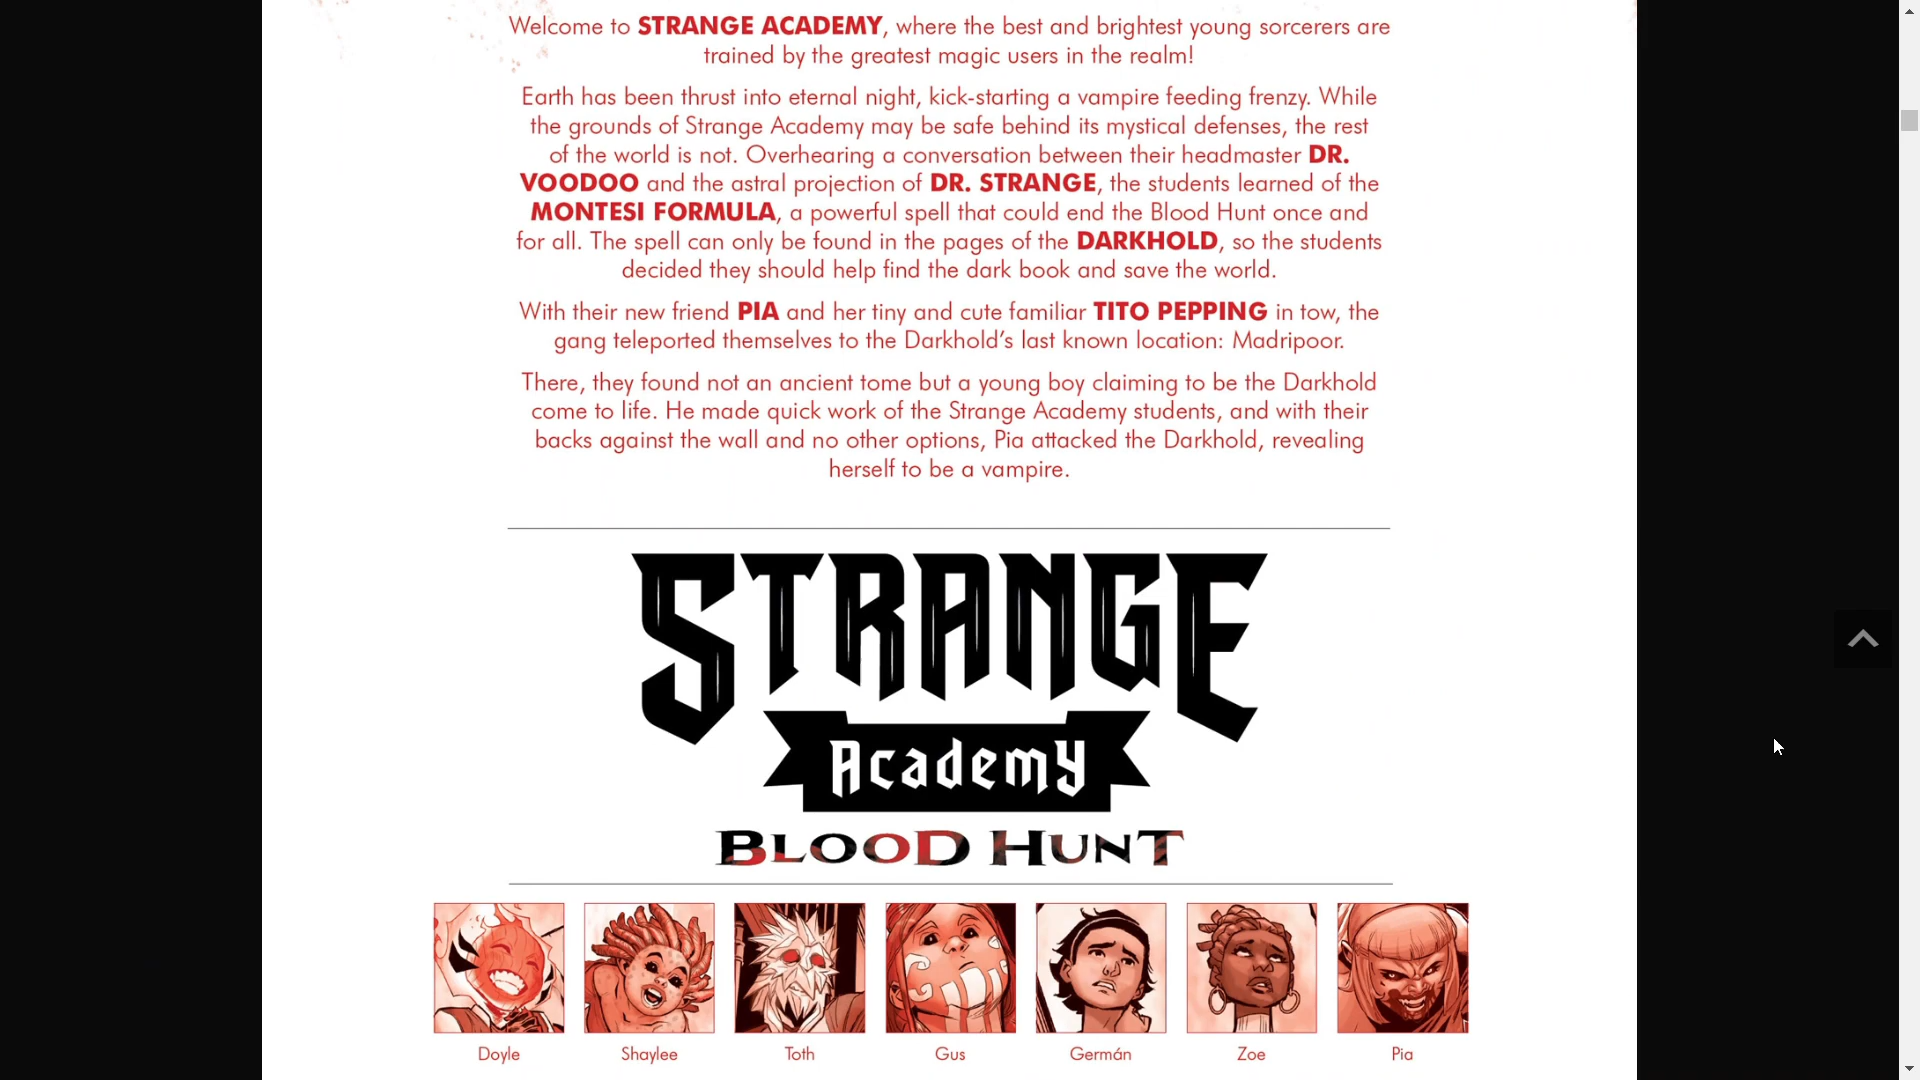 Welcome to STRANGE ACADEMY, where the best and brightest young sorcerers are
trained by the greatest magic users in the realm!
Earth has been thrust into eternal night, kick-starting a vampire feeding frenzy. While
the grounds of Strange Academy may be safe behind its mystical defenses, the rest
of the world is not. Overhearing a conversation between their headmaster DR.
VOODOO and the astral projection of DR. STRANGE, the students learned of the
MONTESI FORMULA, a powerful spell that could end the Blood Hunt once and
for all. The spell can only be found in the pages of the DARKHOLD, so the students
decided they should help find the dark book and save the world.
With their new friend PIA and her tiny and cute familiar TITO PEPPING in tow, the
gang teleported themselves to the Darkhold’s last known location: Madripoor.
There, they found not an ancient tome but a young boy claiming to be the Darkhold
come to life. He made quick work of the Strange Academy students, and with their
backs against the wall and no other options, Pia attacked the Darkhold, revealing
herself to be a vampire.
STRANGE
Academy
BLOOD HUNT
Doyle
Shaylee
Toth
Gus
Germán
Zoe
Pia